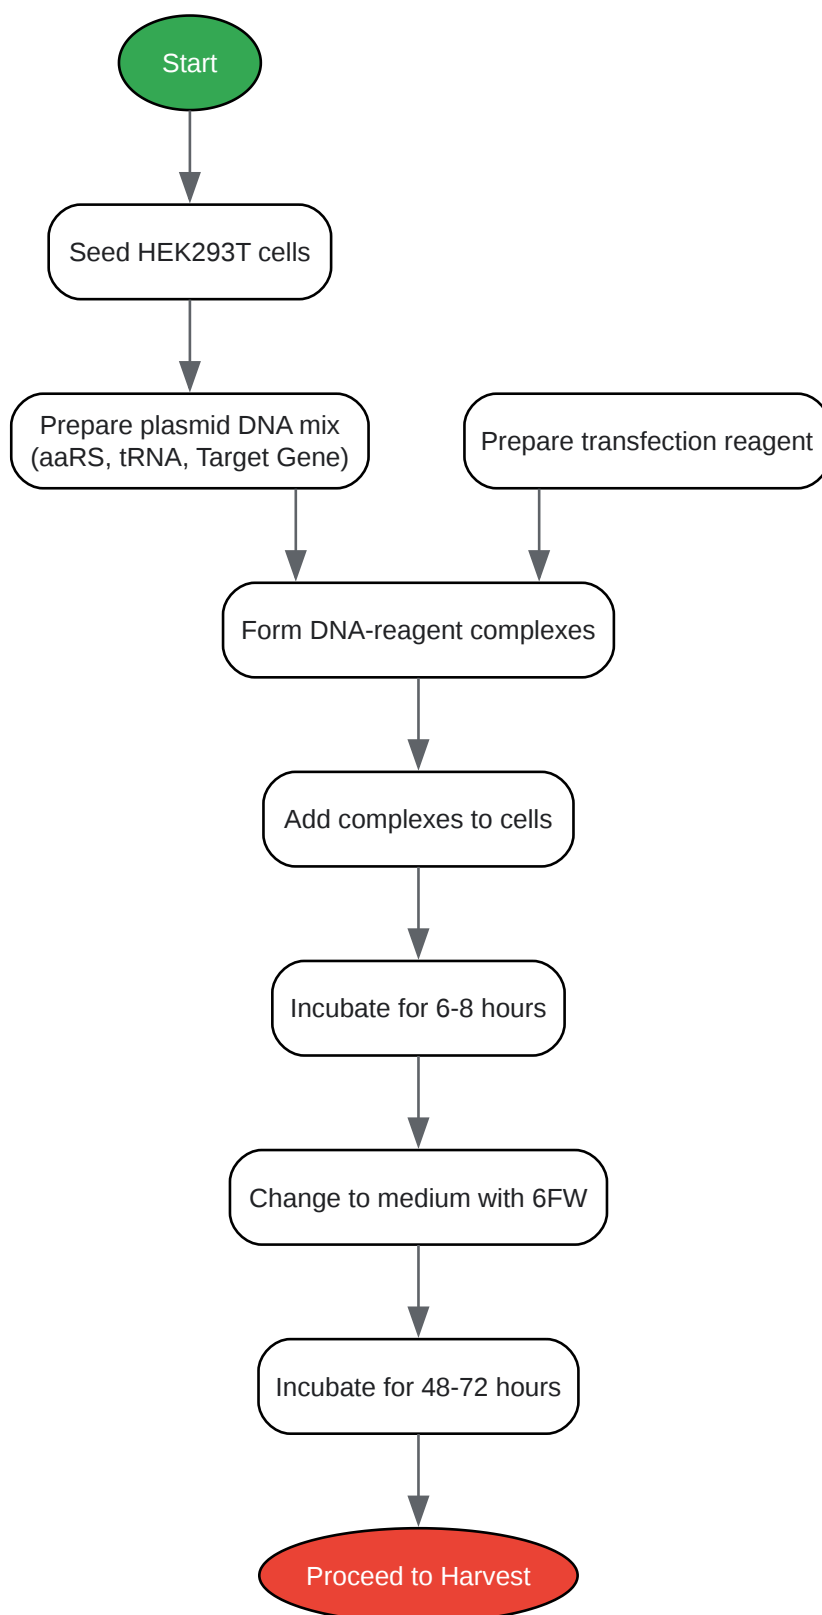 Start
Seed HEK293T cells
Prepare plasmid DNA mix
(aaRS, tRNA, Target Gene)
Prepare transfection reagent
Form DNA-reagent complexes
Add complexes to cells
Incubate for 6-8 hours
Change to medium with 6FW
Incubate for 48-72 hours
Proceed to Harvest